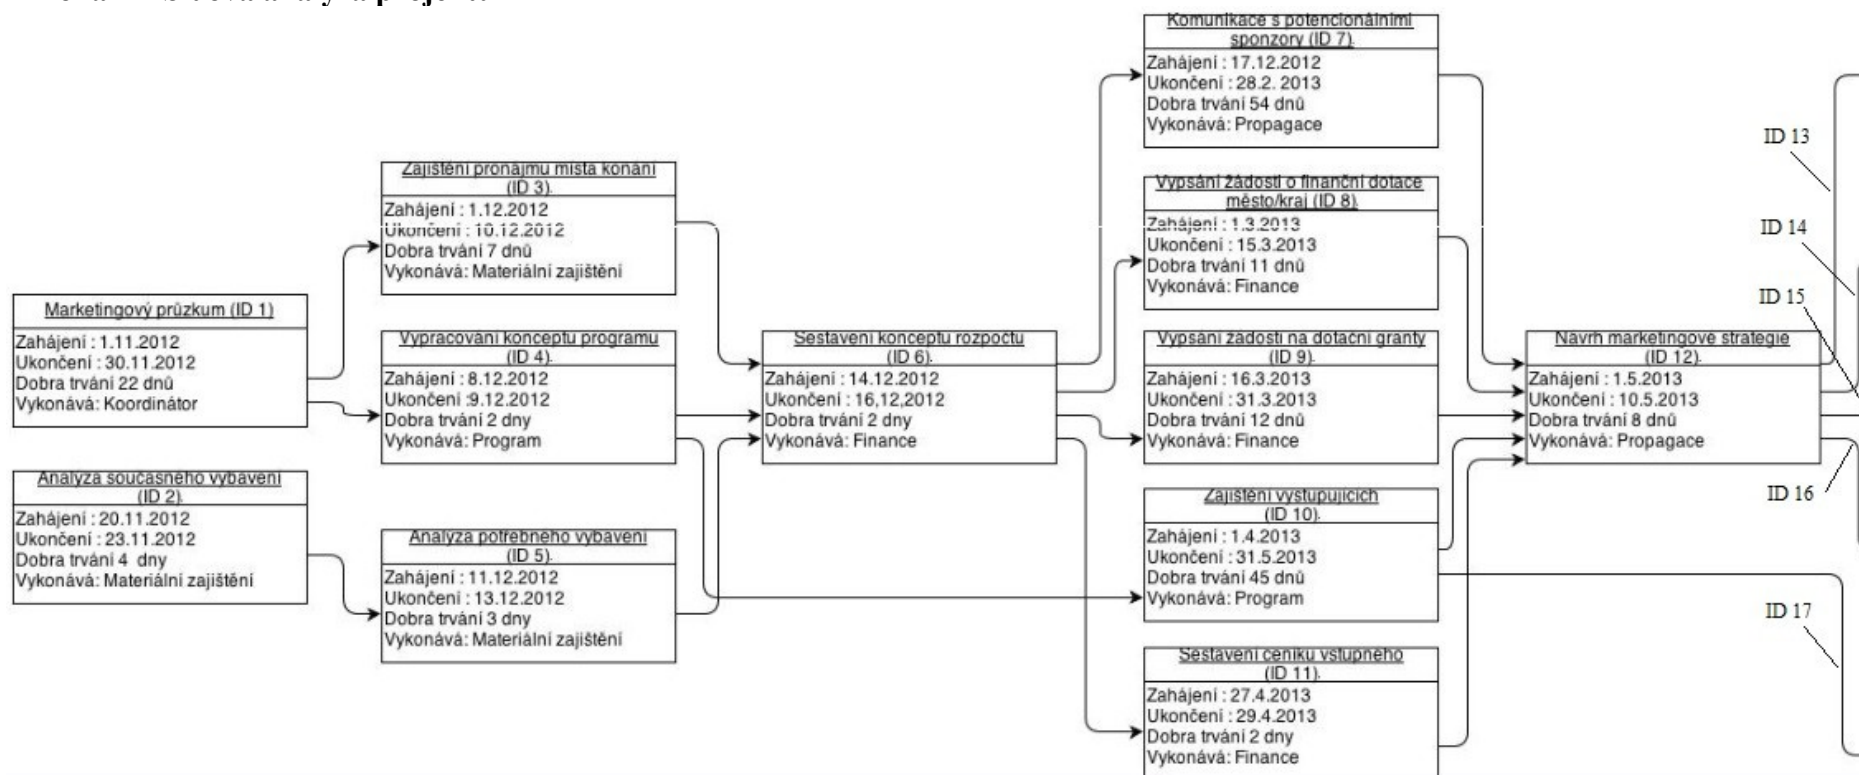 Komunikace s potencionálními
sponzory (ID 7).
Zahájení : 17.12.2012
Ukončení : 28.2. 2013
Dobra trvání 54 dnů
Vykonává: Propagace
ID 13
Zajištění pronájmu místa konání
(ID 3).
Zahájení : 1.12.2012
Ukončení : 10.12.2012
Dobra trvání 7 dnů
Vykonává: Materiální zajištění
Vypsání žádosti o finanční dotace
město/kraj (ID 8).
Zahájení : 1.3.2013
Ukončení : 15.3.2013
Dobra trvání 11 dnů
Vykonává: Finance
ID 14
ID 15
Marketingový průzkum (ID 1)
Zahájení : 1.11.2012
Ukončení : 30.11.2012
Dobra trvání 22 dnů
Vykonává: Koordinátor
Vypracování konceptu programu
(ID 4).
Zahájení : 8.12.2012
Ukončení :9.12.2012
Dobra trvání 2 dny
Vykonává: Program
Sestavení konceptu rozpočtu
(ID 6).
Zahájení : 14.12.2012
Ukončení : 16,12,2012
Dobra trvání 2 dny
Vykonává: Finance
Vypsání žádostí na dotační granty
(ID 9).
Zahájení : 16.3.2013
Ukončení : 31.3.2013
Dobra trvání 12 dnů
Vykonává: Finance
Návrh marketingové strategie
(ID 12).
Zahájení : 1.5.2013
Ukončení : 10.5.2013
Dobra trvání 8 dnů
Vykonává: Propagace
ID 16
Analýza současného vybavení
(ID 2).
Zahájení : 20.11.2012
Ukončení : 23.11.2012
Dobra trvání 4 dny
Vykonává: Materiální zajištění
Analýza potřebného vybavení
(ID 5).
Zahájení : 11.12.2012
Ukončení : 13.12.2012
Dobra trvání 3 dny
Vykonává: Materiální zajištění
Zajištění vystupujících
(ID 10).
Zahájení : 1.4.2013
Ukončení : 31.5.2013
Dobra trvání 45 dnů
Vykonává: Program
ID 17
Sestavení ceníku vstupného
(ID 11).
Zahájení : 27.4.2013
Ukončení : 29.4.2013
Dobra trvání 2 dny
Vykonává: Finance